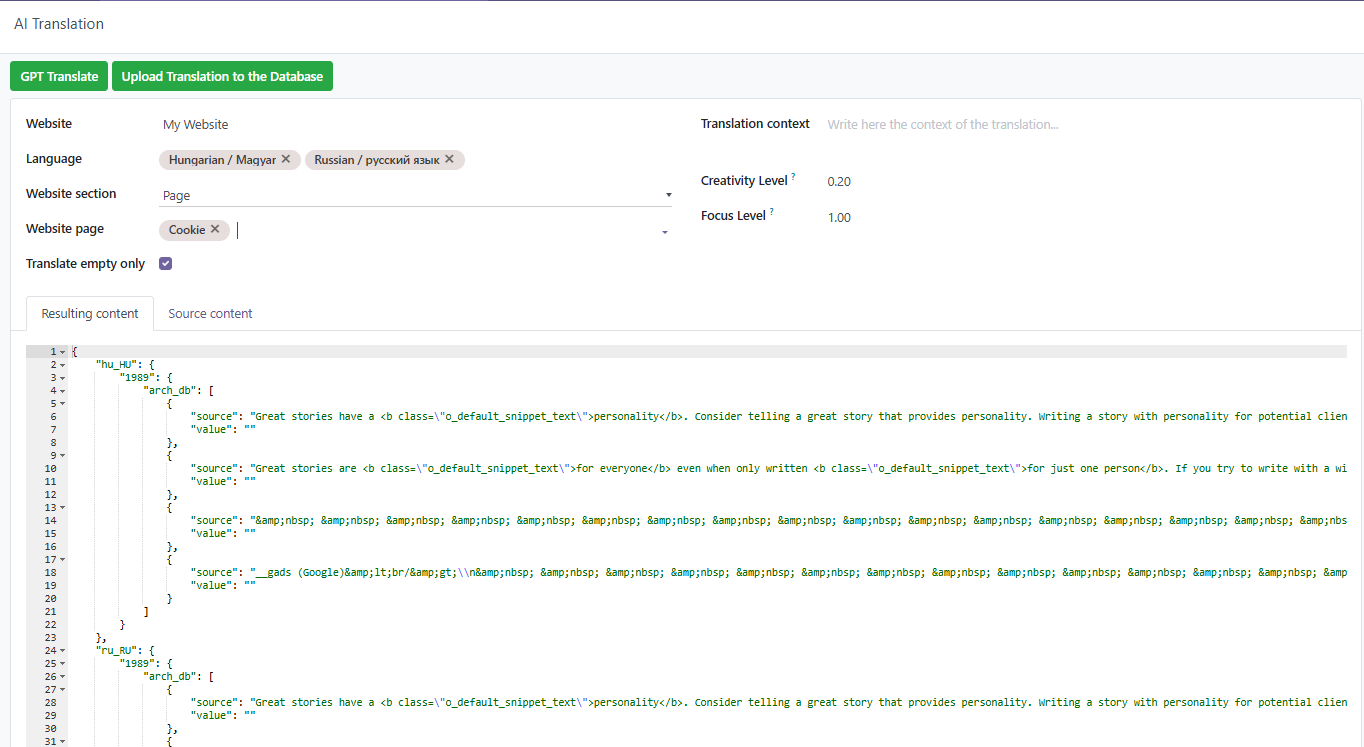 AI Translation
GPT Translate
Upload Translation to the Database
Website
My Website
Language
Hungarian / Magyar ✕
Russian / русский язык ✕
Website section
Page
Website page
Cookie ✕
Translate empty only
Translation context
Write here the context of the translation...
Creativity Level ?
0.20
Focus Level ?
1.00
Resulting content
Source content
1 {
2 "hu_HU": {
3 "1989": {
4 "arch_db": [
5 {
6 "source": "Great stories have a <b class=\"o_default_snippet_text\">personality</b>. Consider telling a great story that provides personality. Writing a story with personality for potential clien
7 "value": ""
8 },
9 {
10 "source": "Great stories are <b class=\"o_default_snippet_text\">for everyone</b> even when only written <b class=\"o_default_snippet_text\">for just one person</b>. If you try to write with a wi
11 "value": ""
12 },
13 {
14 "source": "&amp;nbsp; &amp;nbsp; &amp;nbsp; &amp;nbsp; &amp;nbsp; &amp;nbsp; &amp;nbsp; &amp;nbsp; &amp;nbsp; &amp;nbsp; &amp;nbsp; &amp;nbsp; &amp;nbsp; &amp;nbsp; &amp;nbsp; &amp;nbsp; &amp;nbs
15 "value": ""
16 },
17 {
18 "source": "__gads (Google)&amp;lt;br/&amp;gt;\\n&amp;nbsp; &amp;nbsp; &amp;nbsp; &amp;nbsp; &amp;nbsp; &amp;nbsp; &amp;nbsp; &amp;nbsp; &amp;nbsp; &amp;nbsp; &amp;nbsp; &amp;nbsp; &amp;nbsp; &amp
19 "value": ""
20 }
21 ]
22 }
23 },
24 "ru_RU": {
25 "1989": {
26 "arch_db": [
27 {
28 "source": "Great stories have a <b class=\"o_default_snippet_text\">personality</b>. Consider telling a great story that provides personality. Writing a story with personality for potential clien
29 "value": ""
30 },
31 {